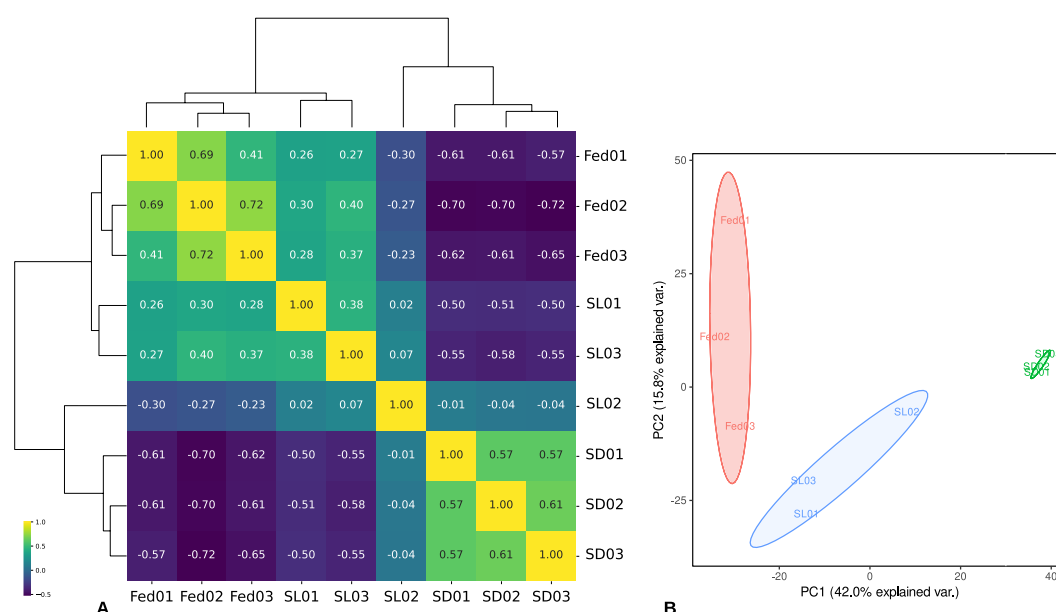 1.00 0.69 0.41 0.26 0.27 -0.30 -0.61 -0.61 -0.57 Fed01
0.69 1.00 0.72 0.30 0.40 -0.27 -0.70 -0.70 -0.72 Fed02
0.41 0.72 1.00 0.28 0.37 -0.23 -0.62 -0.61 -0.65 Fed03
0.26 0.30 0.28 1.00 0.38 0.02 -0.50 -0.51 -0.50 SL01
0.27 0.40 0.37 0.38 1.00 0.07 -0.55 -0.58 -0.55 SL03
-0.30 -0.27 -0.23 0.02 0.07 1.00 -0.01 -0.04 -0.04 SL02
-0.61 -0.70 -0.62 -0.50 -0.55 -0.01 1.00 0.57 0.57 SD01
-0.61 -0.70 -0.61 -0.51 -0.58 -0.04 0.57 1.00 0.61 SD02
-0.57 -0.72 -0.65 -0.50 -0.55 -0.04 0.57 0.61 1.00 SD03
Fed01 Fed02 Fed03 SL01 SL03 SL02 SD01 SD02 SD03
1.0
0.5
0.0
-0.5
A
50
25
0
-25
PC2 (15.8% explained var.)
Fed01
Fed02
Fed03
SL02
SL03
SL01
SD02
-20 0 20 40
PC1 (42.0% explained var.)
B